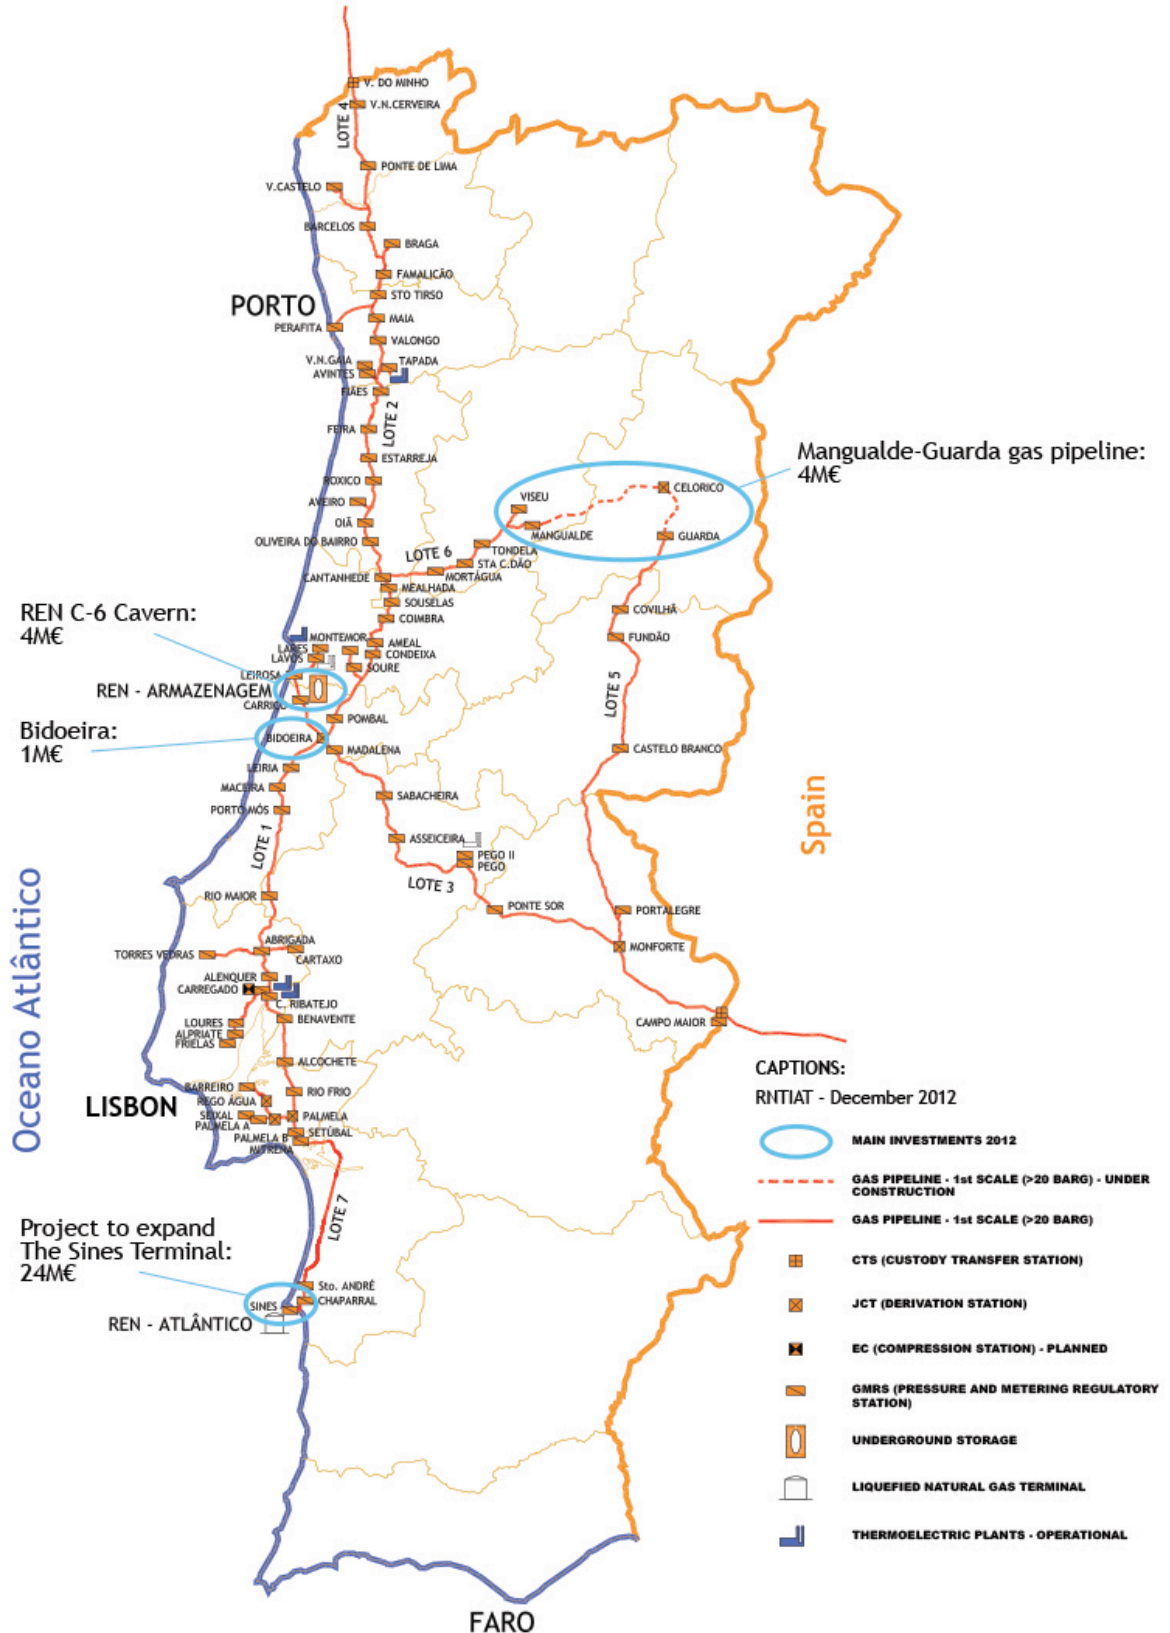 V. DO MINHO
V.N.CERVEIRA
LOTE 4
PONTE DE LIMA
V.CASTELO
BARCELOS
BRAGA
FAMALICÃO
PORTO
STO TIRSO
PERAFITA
MAIA
VALONGO
V.N.GAIA
TAPADA
AVINTES
FIÃES
LOTE 2
FEIRA
ESTARREJA
Mangualde-Guarda gas pipeline:
4M€
ROXICO
CELORICO
VISEU
AVEIRO
OIÃ
MANGUALDE
GUARDA
OLIVEIRA DO BAIRRO
LOTE 6
TONDELA
STA C.DÃO
MORTÁGUA
CANTANHEDE
MEALHADA
SOUSELAS
COIMBRA
COVILHÃ
FUNDÃO
REN C-6 Cavern:
4M€
MONTEMOR
LARES
LAVOS
AMEAL
CONDEIXA
SOURE
LEIROSA
REN - ARMAZENAGEM
CARRIÇO
LOTE 5
Bidoeira:
1M€
POMBAL
BIDOEIRA
MADALENA
CASTELO BRANCO
LEIRIA
MACEIRA
PORTO MÓS
SABACHEIRA
Spain
LOTE 1
ASSEICEIRA
PEGO II
PEGO
LOTE 3
RIO MAIOR
PONTE SOR
PORTALEGRE
Oceano Atlântico
ABRIGADA
TORRES VEDRAS
CARTAXO
MONFORTE
ALENQUER
CARREGADO
C. RIBATEJO
BENAVENTE
LOURES
ALPRIATE
FRIELAS
CAMPO MAIOR
ALCOCHETE
BARREIRO
RIO FRIO
LISBON
REGO ÁGUA
SEIXAL
PALMELA
PALMELA A
PALMELA B
SETÚBAL
MITRENA
LOTE 7
Project to expand
The Sines Terminal:
24M€
Sto. ANDRÉ
CHAPARRAL
SINES
REN - ATLÂNTICO
FARO
CAPTIONS:
RNTIAT - December 2012
MAIN INVESTMENTS 2012
GAS PIPELINE - 1st SCALE (>20 BARG) - UNDER
CONSTRUCTION
GAS PIPELINE - 1st SCALE (>20 BARG)
CTS (CUSTODY TRANSFER STATION)
JCT (DERIVATION STATION)
EC (COMPRESSION STATION) - PLANNED
GMRS (PRESSURE AND METERING REGULATORY
STATION)
UNDERGROUND STORAGE
LIQUEFIED NATURAL GAS TERMINAL
THERMOELECTRIC PLANTS - OPERATIONAL